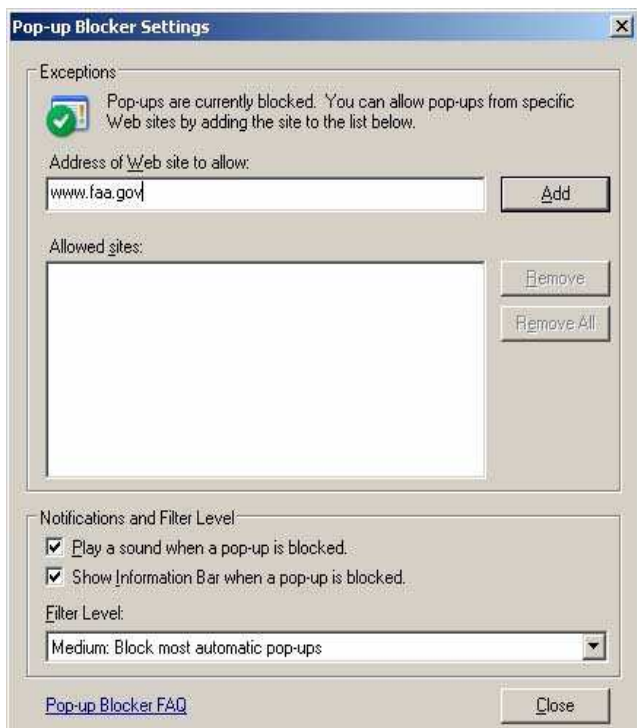 Pop-up Blocker Settings
Exceptions
Pop-ups are currently blocked. You can allow pop-ups from specific
Web sites by adding the site to the list below.
Address of Web site to allow:
www.faa.gov
Add
Allowed sites:
Remove
Remove All
Notifications and Filter Level
Play a sound when a pop-up is blocked.
Show Information Bar when a pop-up is blocked.
Filter Level:
Medium: Block most automatic pop-ups
Pop-up Blocker FAQ
Close